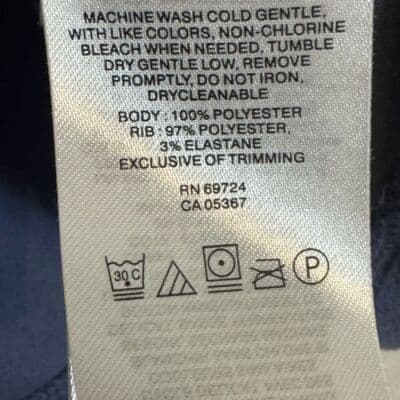 MACHINE WASH COLD GENTLE,
WITH LIKE COLORS, NON-CHLORINE
BLEACH WHEN NEEDED, TUMBLE
DRY GENTLE LOW, REMOVE
PROMPTLY, DO NOT IRON,
DRYCLEANABLE
BODY : 100% POLYESTER
RIB : 97% POLYESTER,
3% ELASTANE
EXCLUSIVE OF TRIMMING
RN 69724
CA 05367
30 C P